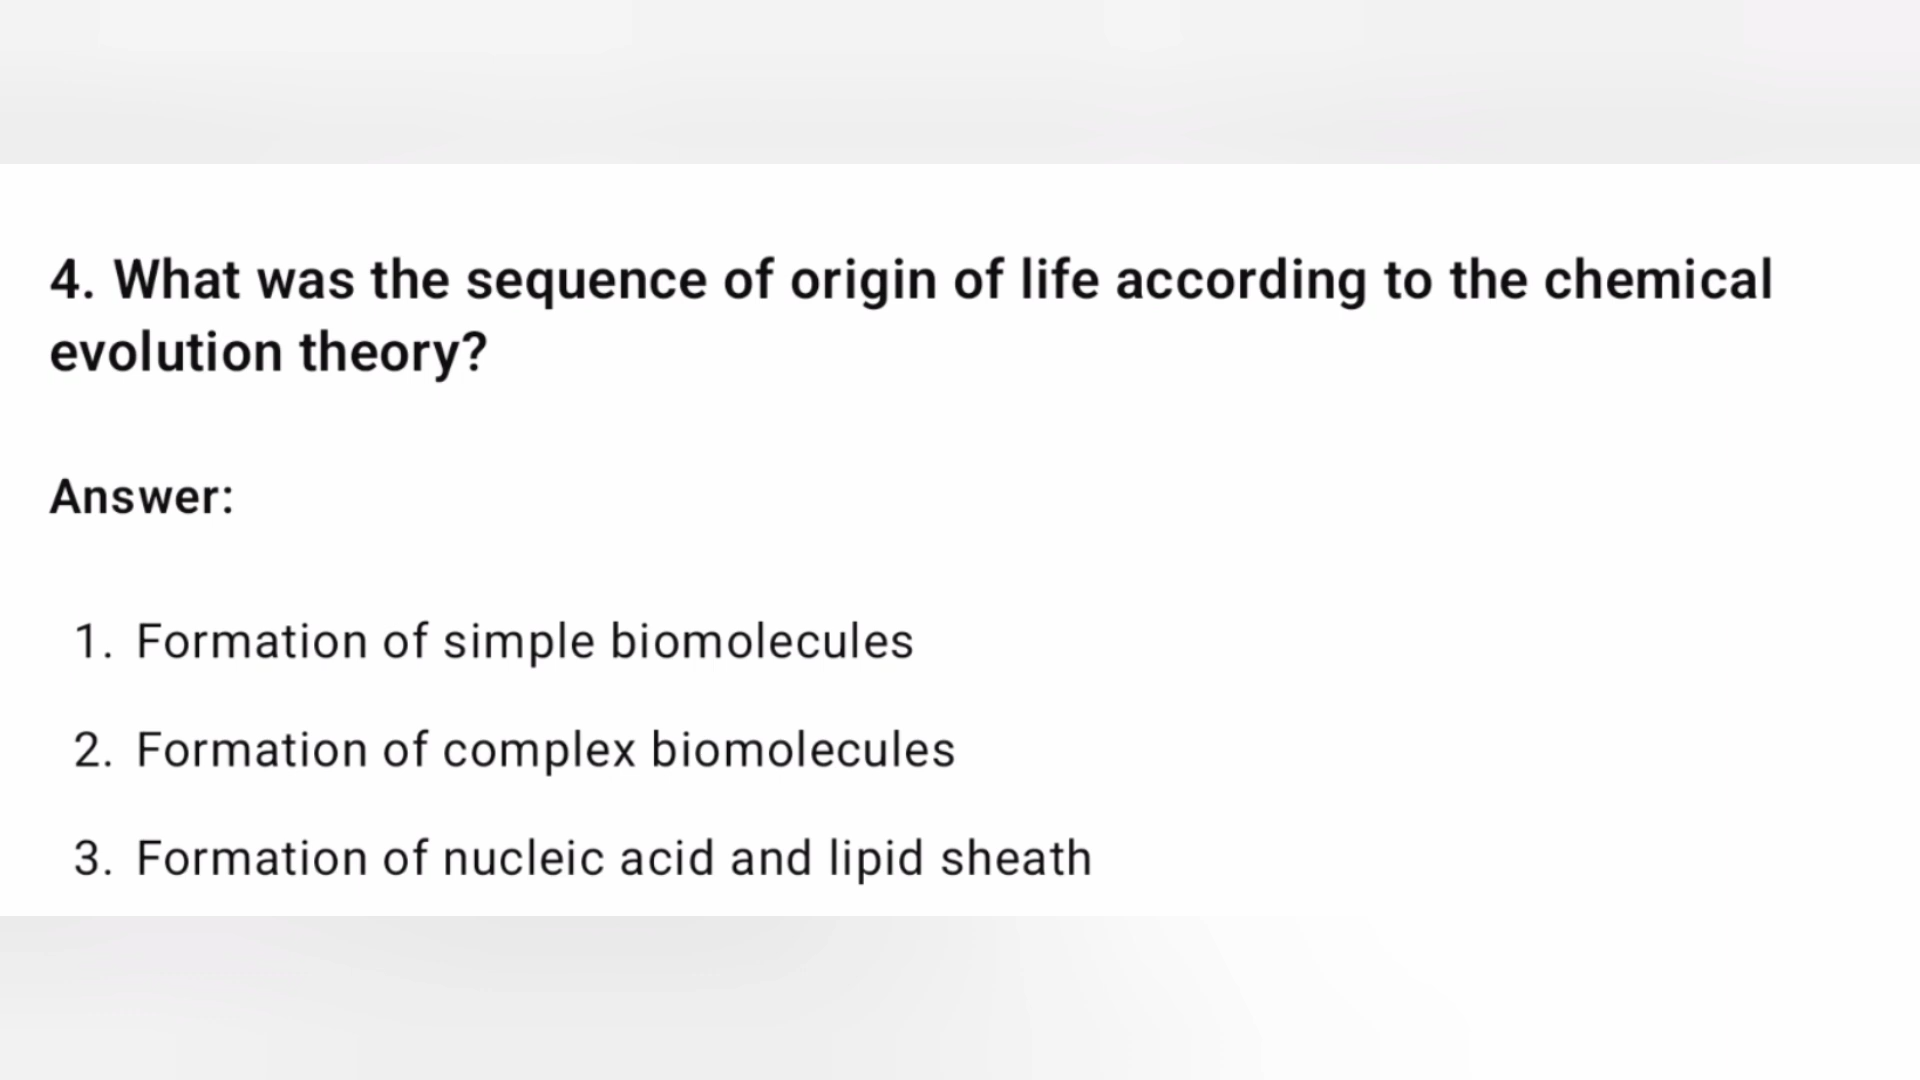 4. What was the sequence of origin of life according to the chemical
evolution theory?
Answer:
1. Formation of simple biomolecules
2. Formation of complex biomolecules
3. Formation of nucleic acid and lipid sheath